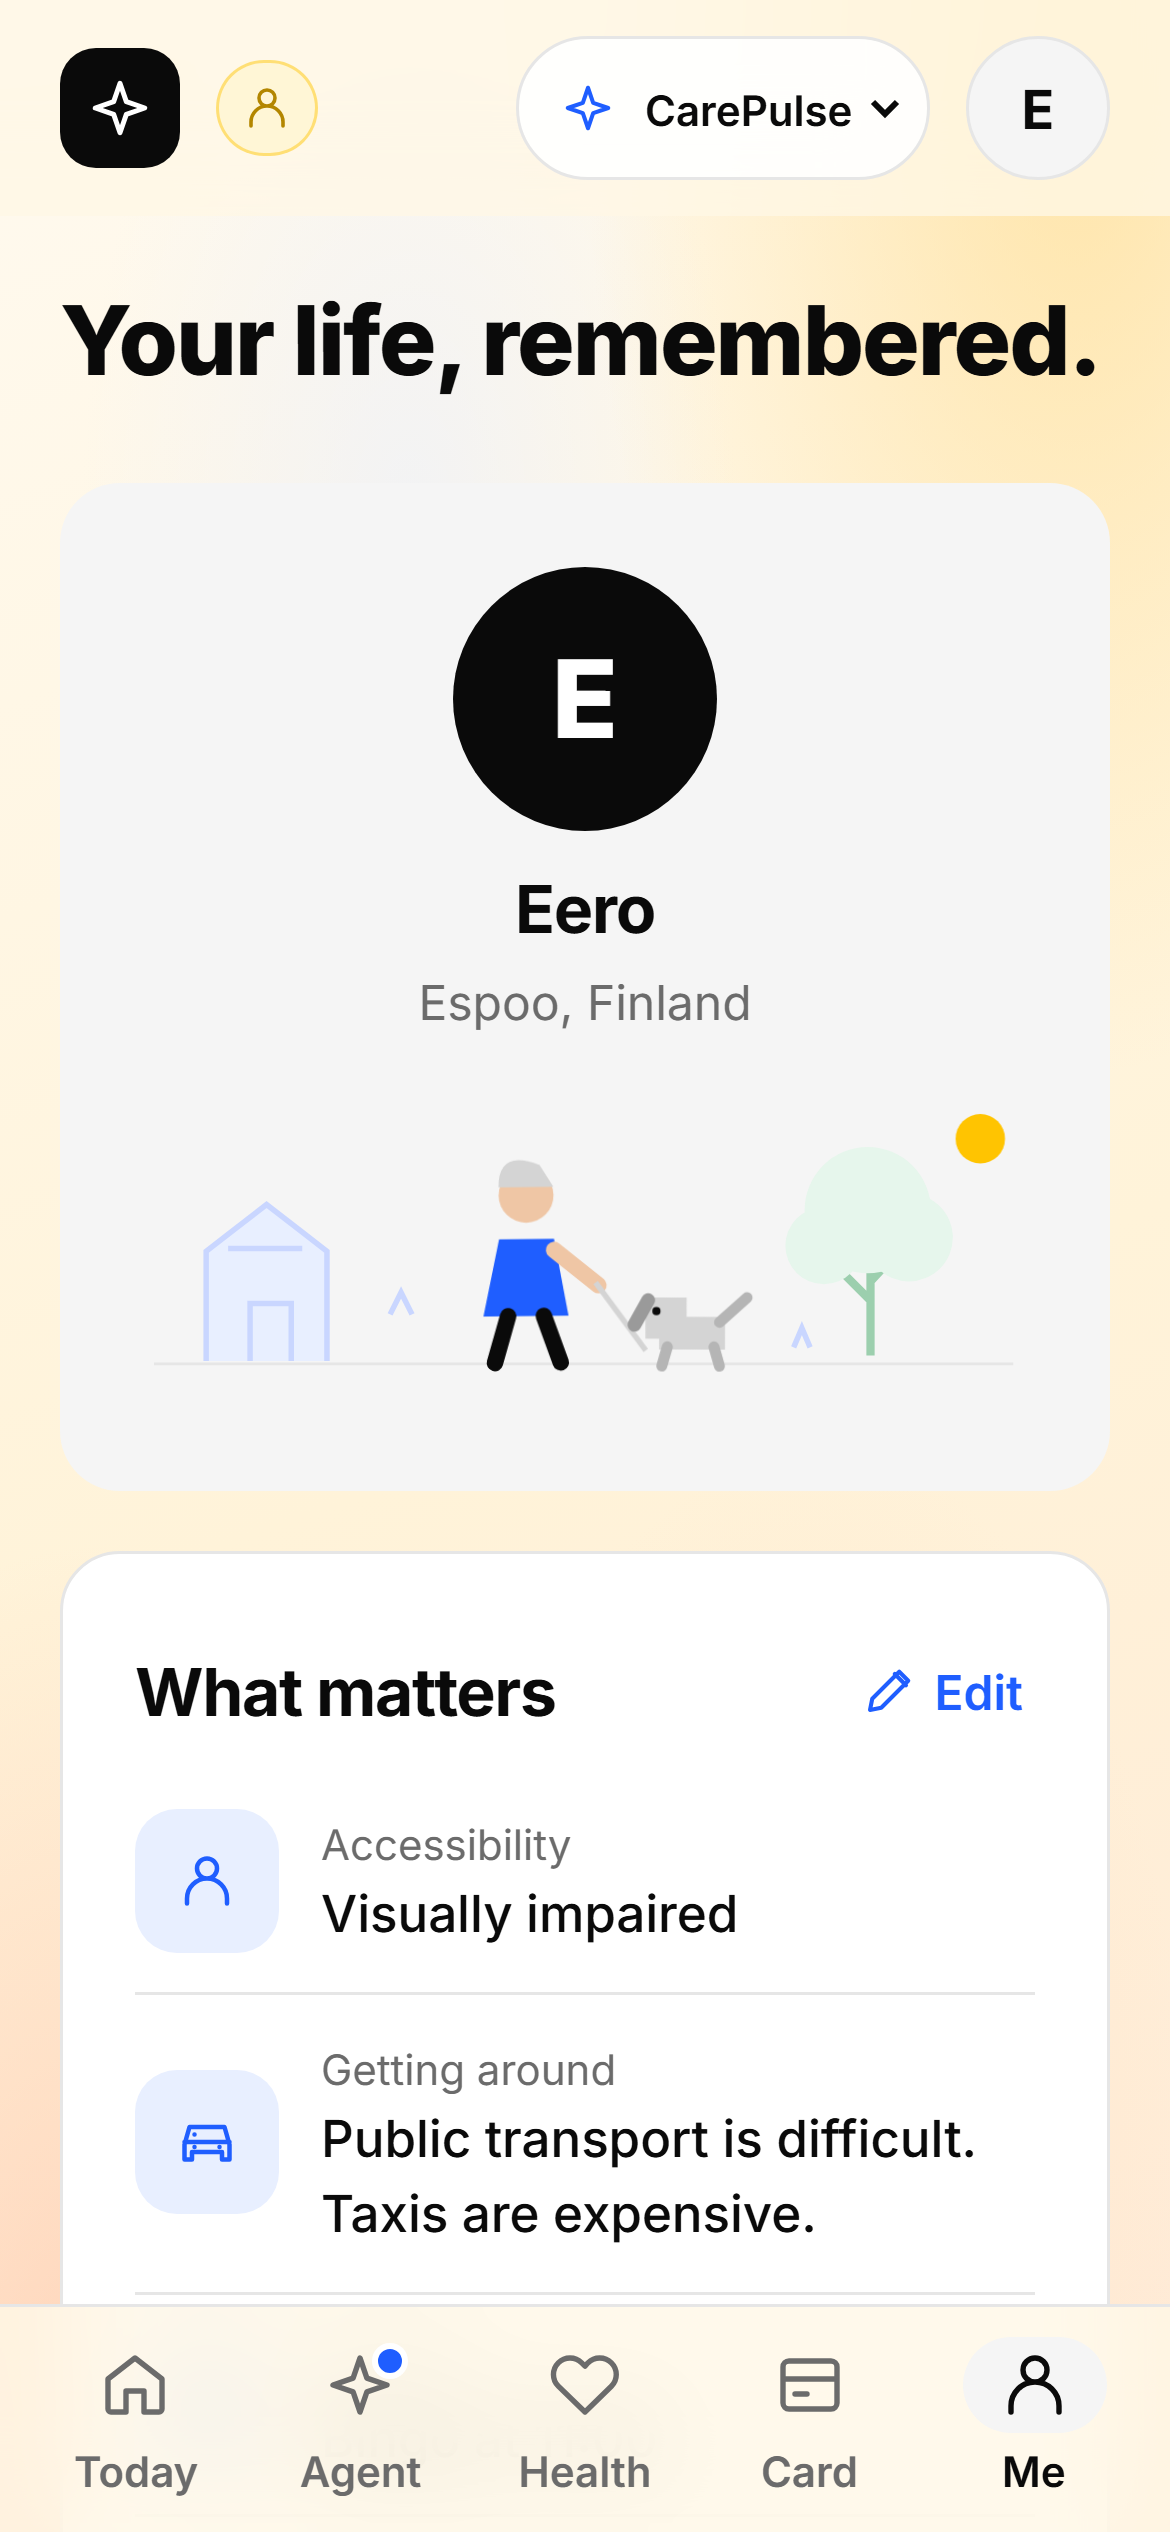 CarePulse
E
Your life, remembered.
E
Eero
Espoo, Finland
What matters
Edit
Accessibility
Visually impaired
Getting around
Public transport is difficult.
Taxis are expensive.
Today
Agent
Health
Card
Me